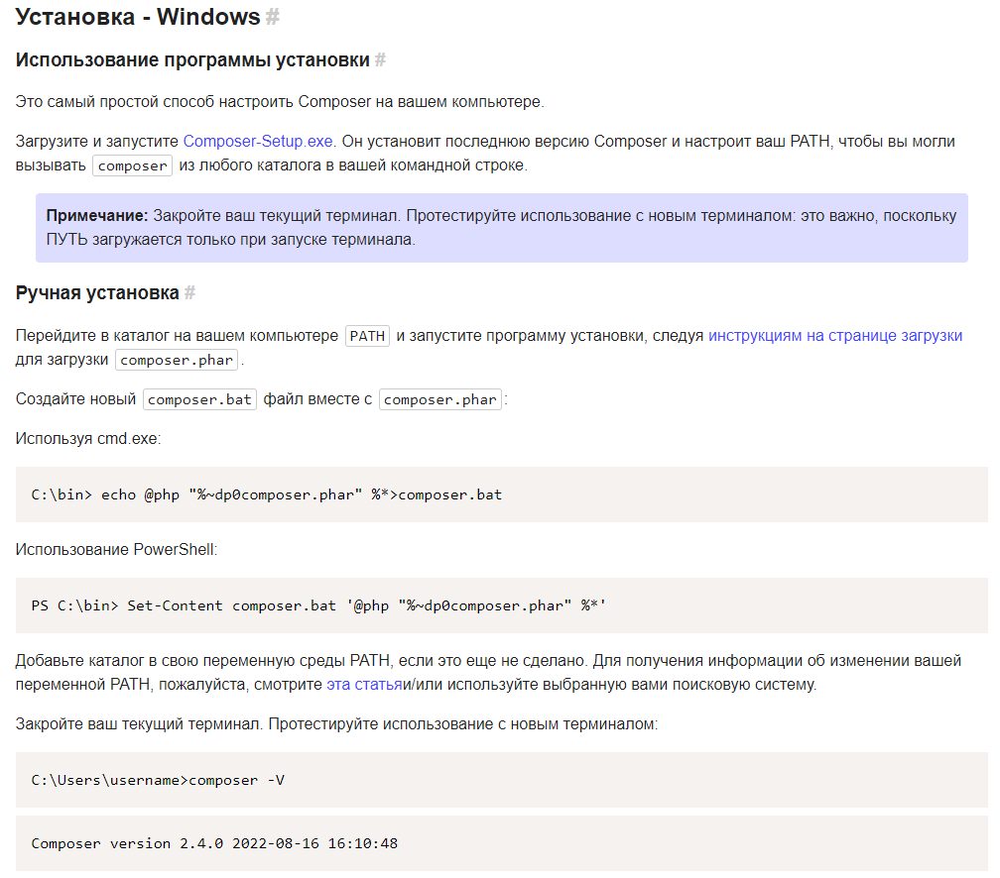 Установка - Windows #
Использование программы установки #
Это самый простой способ настроить Composer на вашем компьютере.
Загрузите и запустите Composer-Setup.exe. Он установит последнюю версию Composer и настроит ваш PATH, чтобы вы могли
вызывать composer из любого каталога в вашей командной строке.
Примечание: Закройте ваш текущий терминал. Протестируйте использование с новым терминалом: это важно, поскольку
ПУТЬ загружается только при запуске терминала.
Ручная установка #
Перейдите в каталог на вашем компьютере PATH и запустите программу установки, следуя инструкциям на странице загрузки
для загрузки composer.phar.
Создайте новый composer.bat файл вместе с composer.phar:
Используя cmd.exe:
C:\bin> echo @php "%~dp0composer.phar" %*>composer.bat
Использование PowerShell:
PS C:\bin> Set-Content composer.bat '@php "%~dp0composer.phar" %*'
Добавьте каталог в свою переменную среды PATH, если это еще не сделано. Для получения информации об изменении вашей
переменной PATH, пожалуйста, смотрите эта статьяи/или используйте выбранную вами поисковую систему.
Закройте ваш текущий терминал. Протестируйте использование с новым терминалом:
C:\Users\username>composer -V
Composer version 2.4.0 2022-08-16 16:10:48